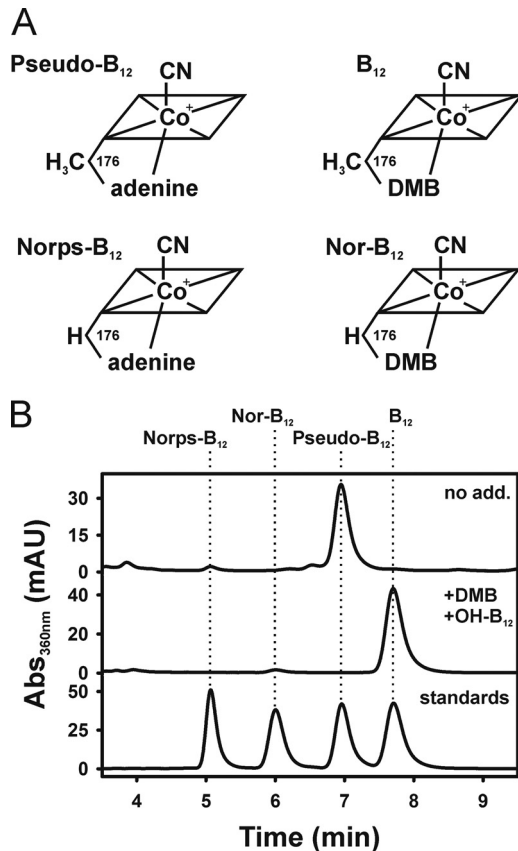 A
Pseudo-B12
CN
Co+
H3C
176
adenine
B12
CN
Co+
H3C
176
DMB
Norps-B12
CN
Co+
H
176
adenine
Nor-B12
CN
Co+
H
176
DMB
B
Nor-B12
B12
Norps-B12
Pseudo-B12
Abs360nm (mAU)
30
15
0
no add.
40
20
0
+DMB
+OH-B12
50
25
0
standards
4 5 6 7 8 9
Time (min)